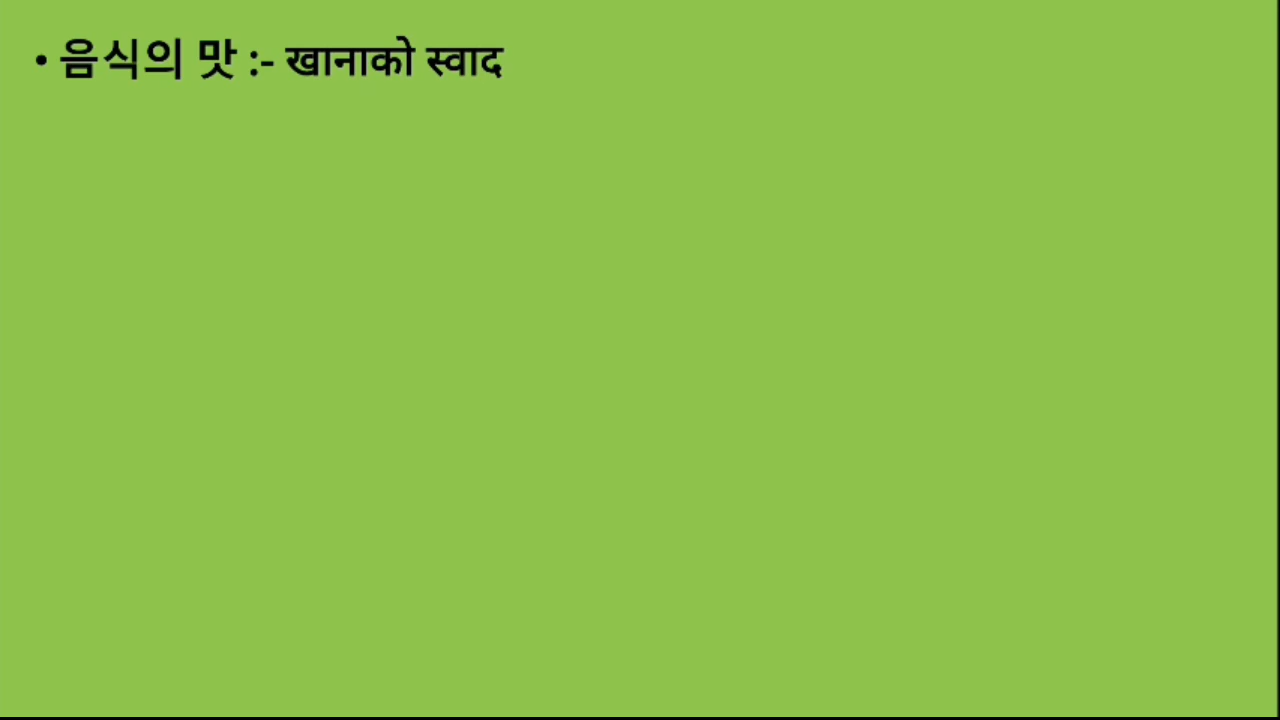 • 음식의 맛 :- खानाको स्वाद